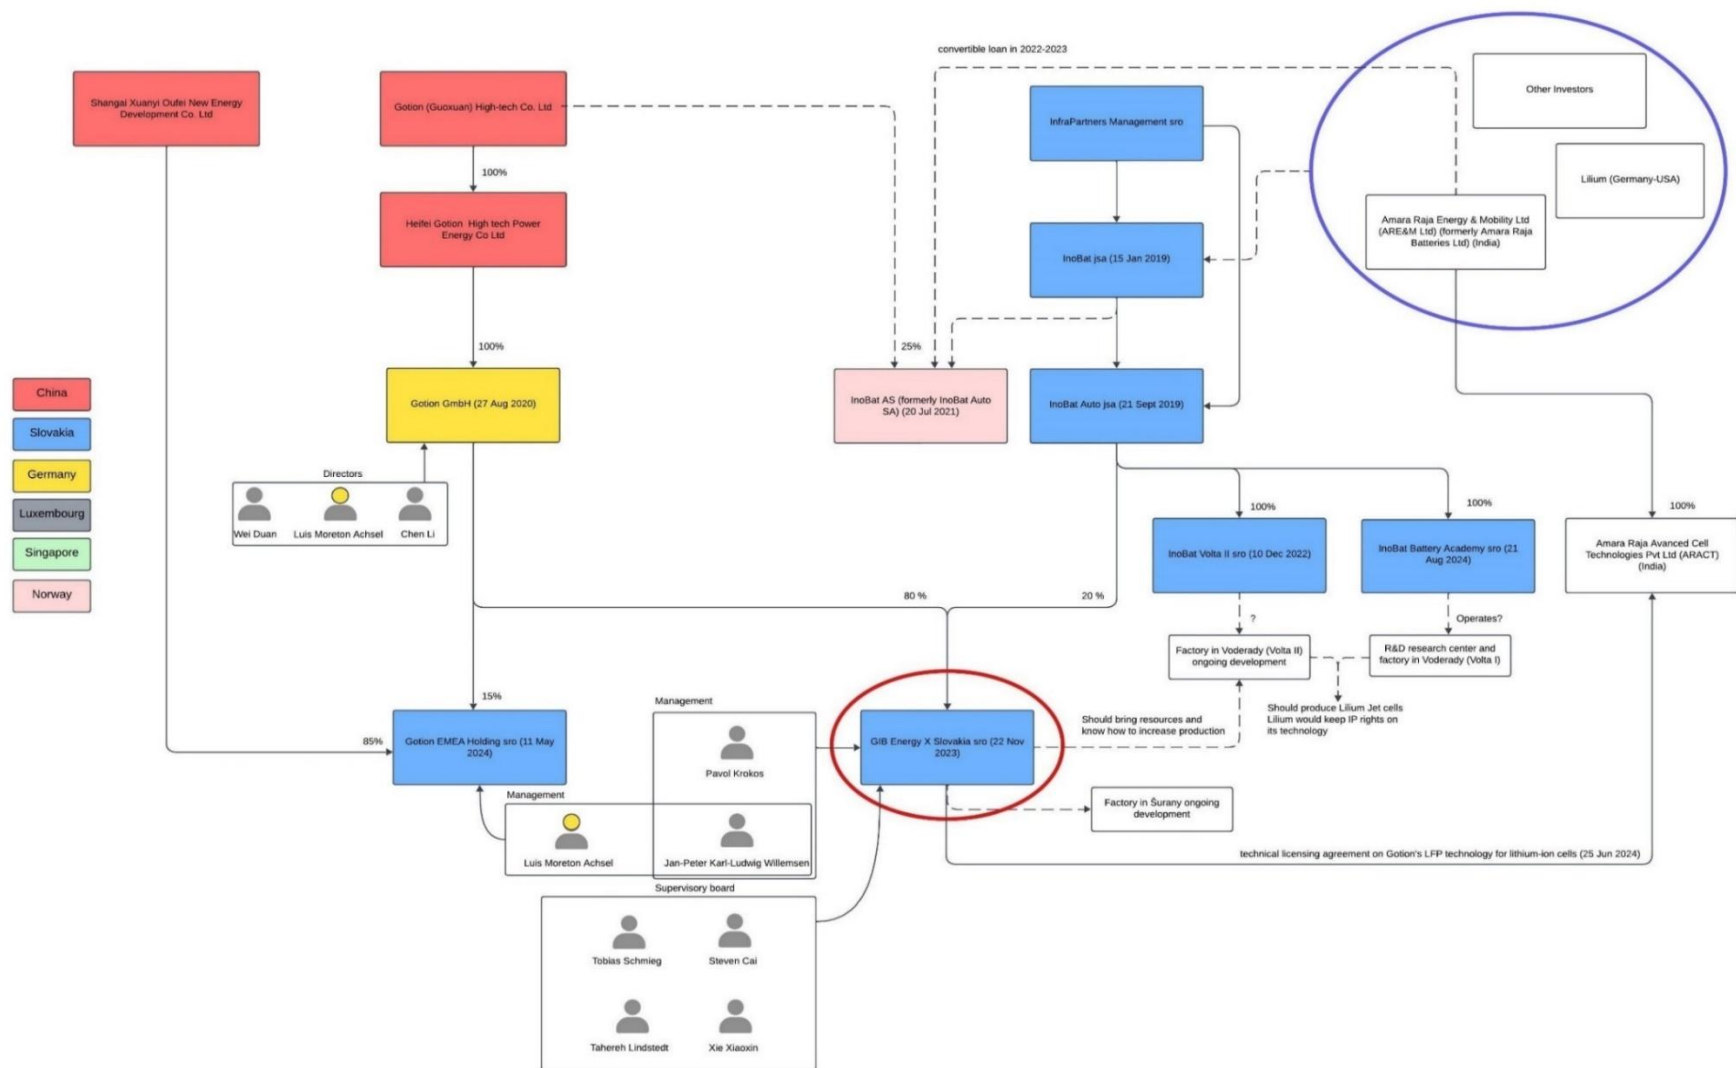 convertible loan in 2022-2023
Shangai Xuanyi Oufei New Energy
Development Co. Ltd
Gotion (Guoxuan) High-tech Co. Ltd
InfraPartners Management sro
Other Investors
Lilium (Germany-USA)
100%
Heifei Gotion High tech Power
Energy Co Ltd
Amara Raja Energy & Mobility Ltd
(ARE&M Ltd) (formerly Amara Raja
Batteries Ltd) (India)
InoBat jsa (15 Jan 2019)
100%
25%
Gotion GmbH (27 Aug 2020)
InoBat AS (formerly InoBat Auto
SA) (20 Jul 2021)
InoBat Auto jsa (21 Sept 2019)
China
Slovakia
Germany
Luxembourg
Singapore
Norway
Directors
Wei Duan
Luis Moreton Achsel
Chen Li
100%
100%
100%
InoBat Volta II sro (10 Dec 2022)
InoBat Battery Academy sro (21
Aug 2024)
Amara Raja Avanced Cell
Technologies Pvt Ltd (ARACT)
(India)
80 %
20 %
?
Operates?
Factory in Voderady (Volta II)
ongoing development
R&D research center and
factory in Voderady (Volta I)
15%
85%
Gotion EMEA Holding sro (11 May
2024)
Management
Pavol Krokos
GIB Energy X Slovakia sro (22 Nov
2023)
Should bring resources and
know how to increase production
Should produce Lilium Jet cells
Lilium would keep IP rights on
its technology
Management
Luis Moreton Achsel
Jan-Peter Karl-Ludwig Willemsen
Factory in Šurany ongoing
development
technical licensing agreement on Gotion's LFP technology for lithium-ion cells (25 Jun 2024)
Supervisory board
Tobias Schmieg
Steven Cai
Tahereh Lindstedt
Xie Xiaoxin